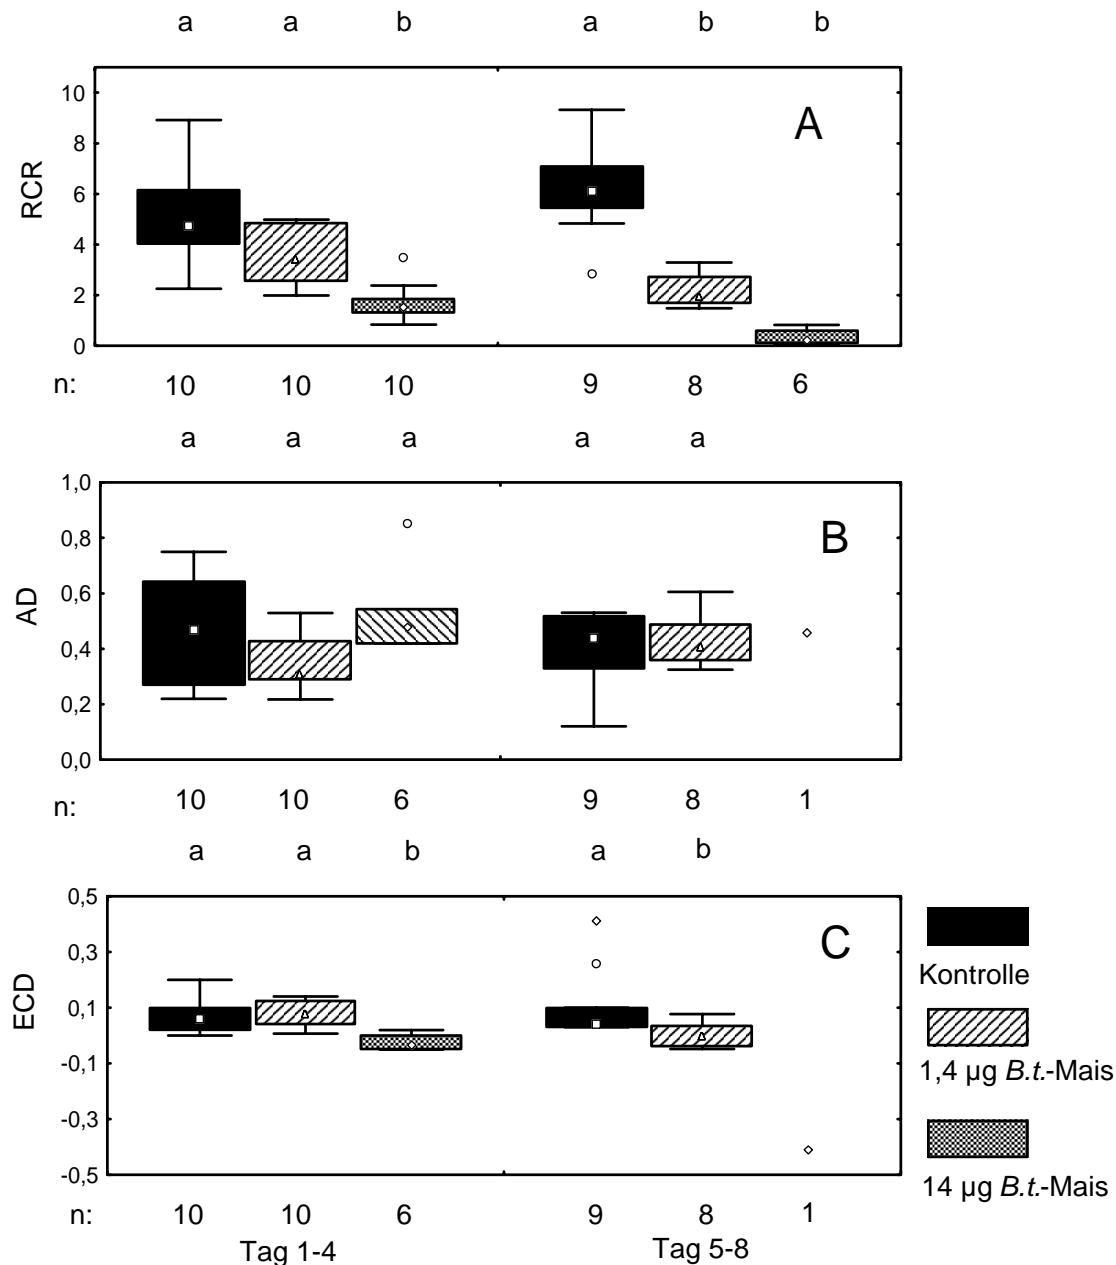 a a b a b b
10
8
6
4
2
0
RCR
A
n: 10 10 10 9 8 6
a a a a a
1,0
0,8
0,6
0,4
0,2
0,0
AD
B
n: 10 10 6 9 8 1
a a b a b
0,5
0,3
0,1
-0,1
-0,3
-0,5
ECD
C
n: 10 10 6 9 8 1
Tag 1-4 Tag 5-8
Kontrolle
1,4 µg B.t.-Mais
14 µg B.t.-Mais